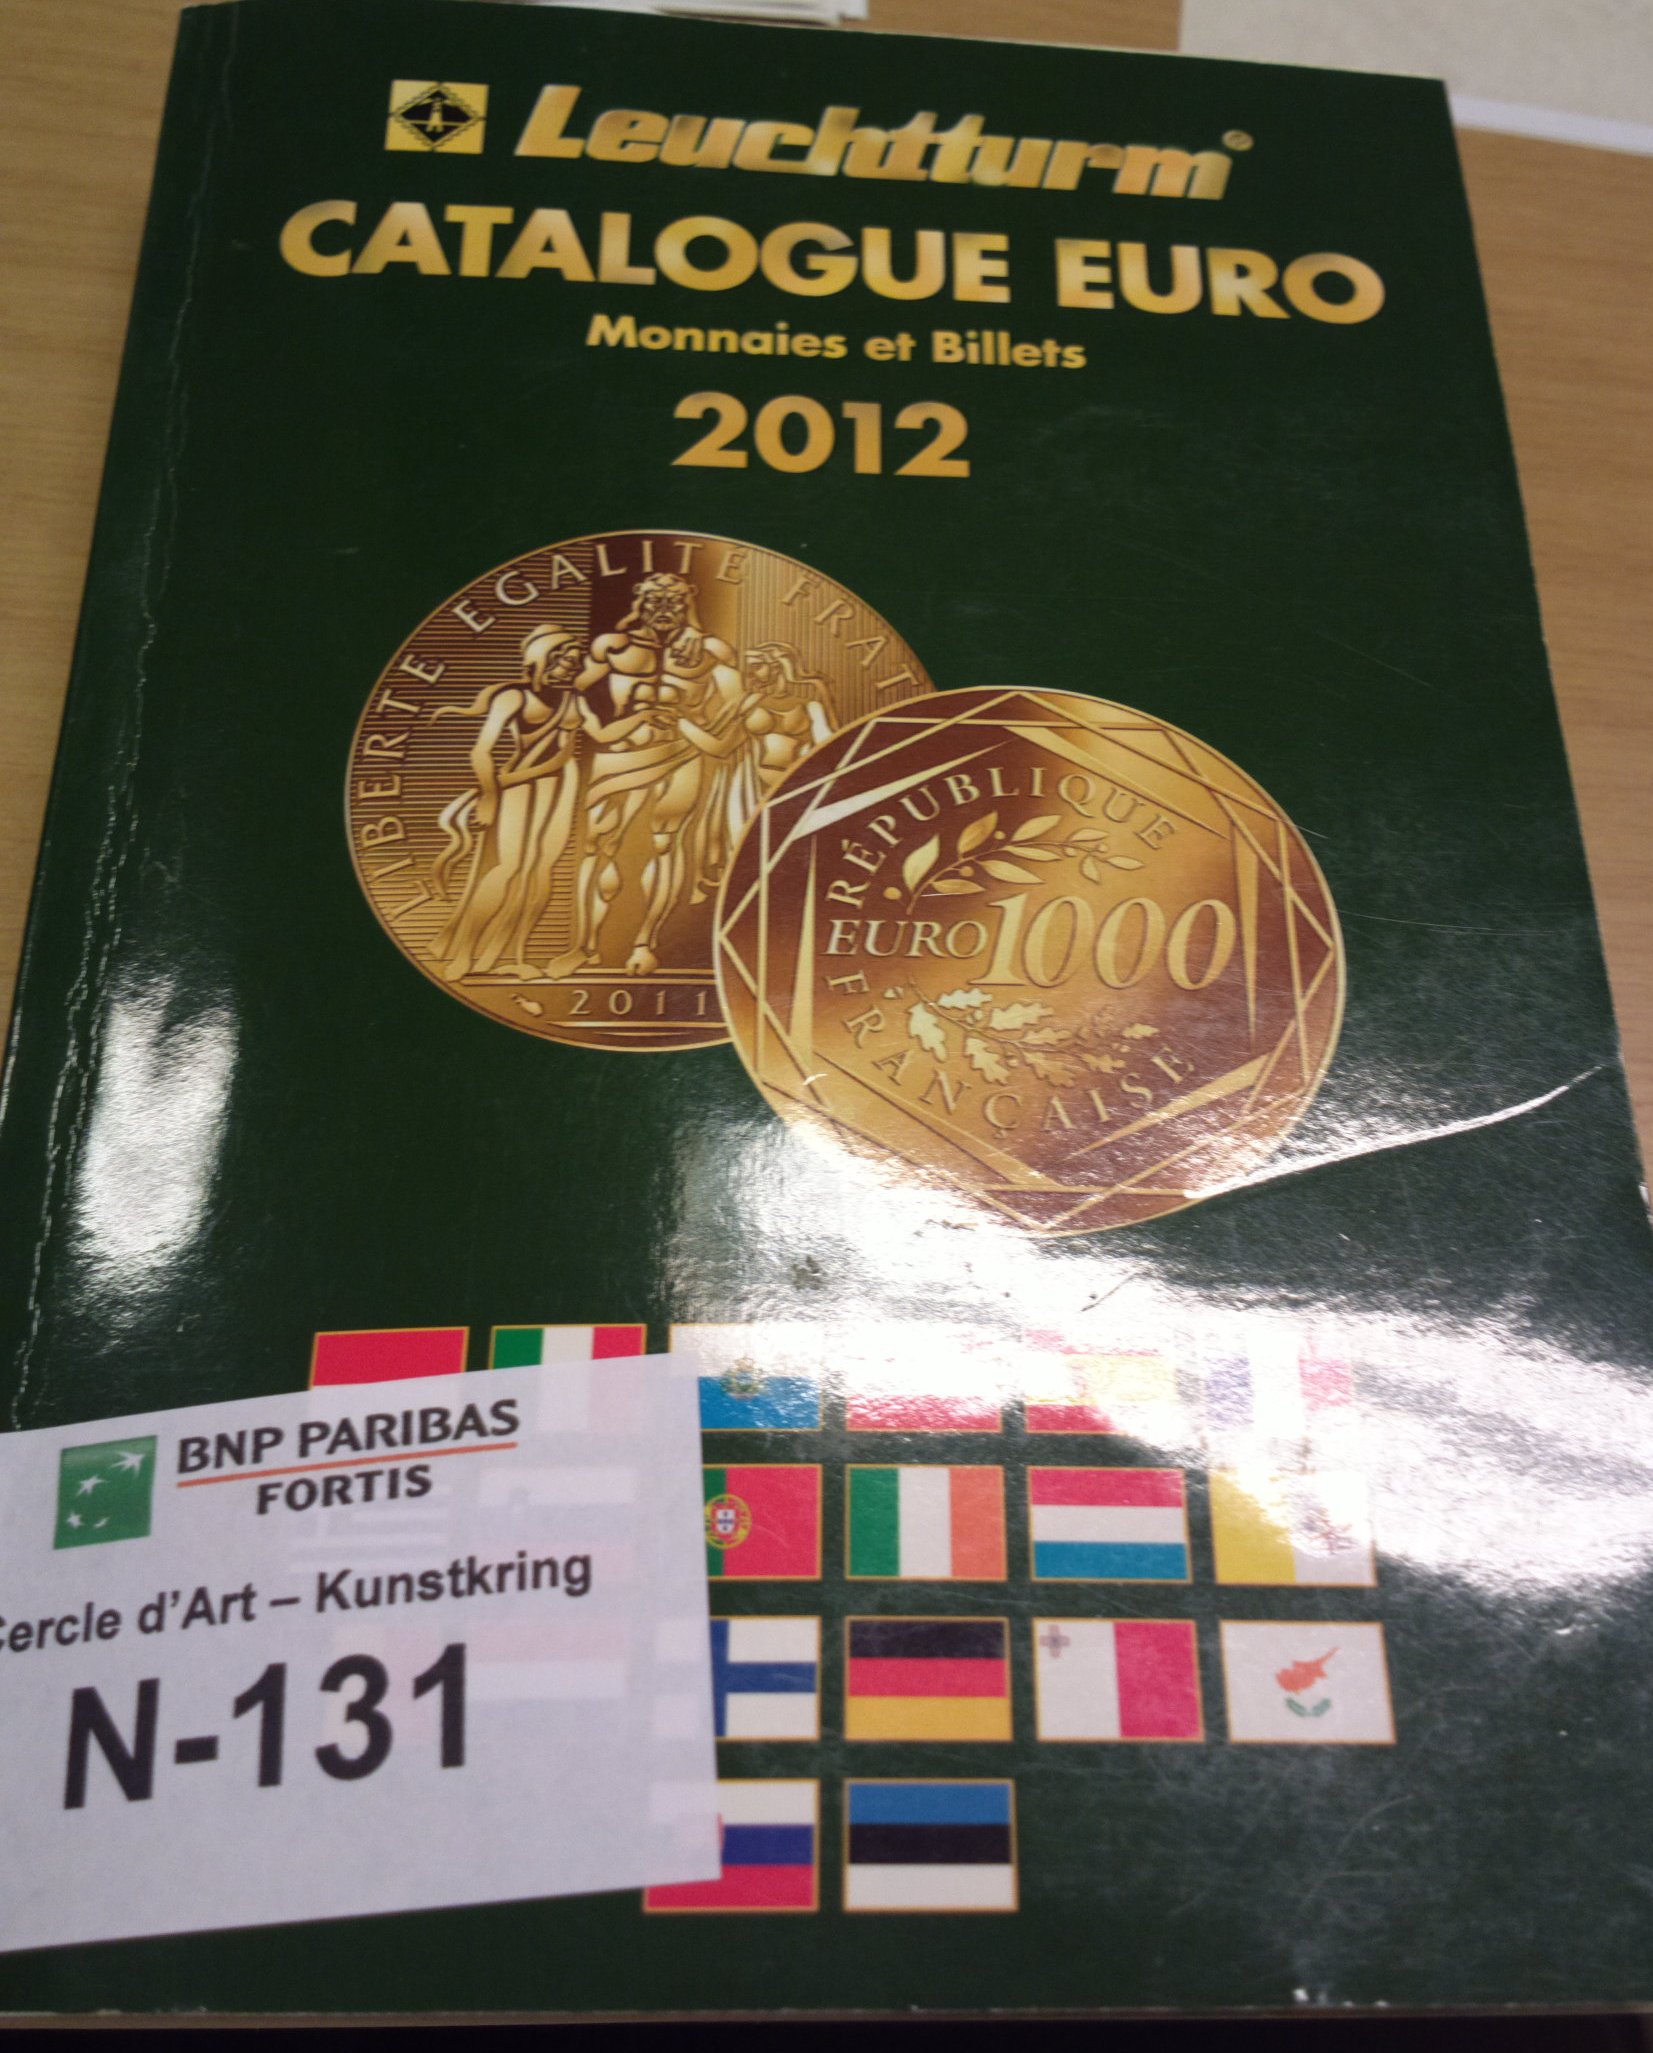 Leuchtturm®
CATALOGUE EURO
Monnaies et Billets
2012
LIBERTE EGALITE FRAT
2011
RÉPUBLIQUE
EURO 1000
FRANÇAISE
BNP PARIBAS
FORTIS
Cercle d'Art – Kunstkring
N-131